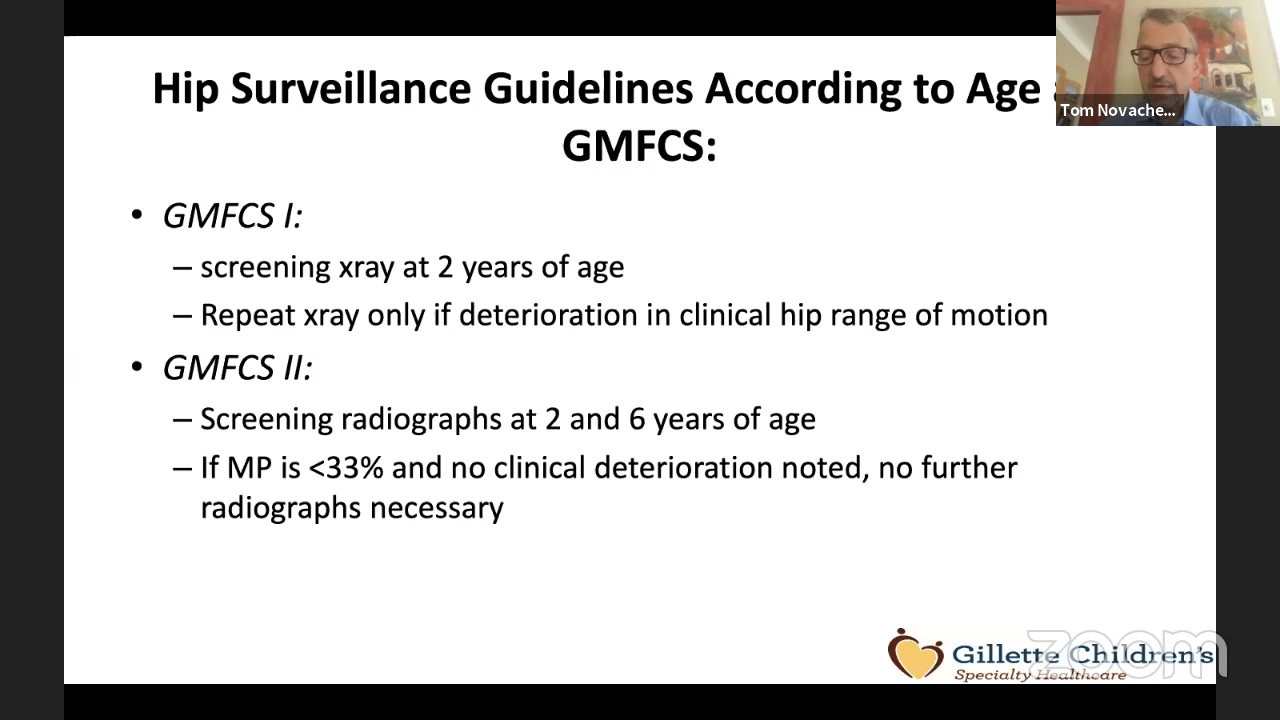 Hip Surveillance Guidelines According to Age
GMFCS:
Tom Novache...
• GMFCS I:
– screening xray at 2 years of age
– Repeat xray only if deterioration in clinical hip range of motion
• GMFCS II:
– Screening radiographs at 2 and 6 years of age
– If MP is <33% and no clinical deterioration noted, no further
radiographs necessary
zoom
Gillette Children's
Specialty Healthcare